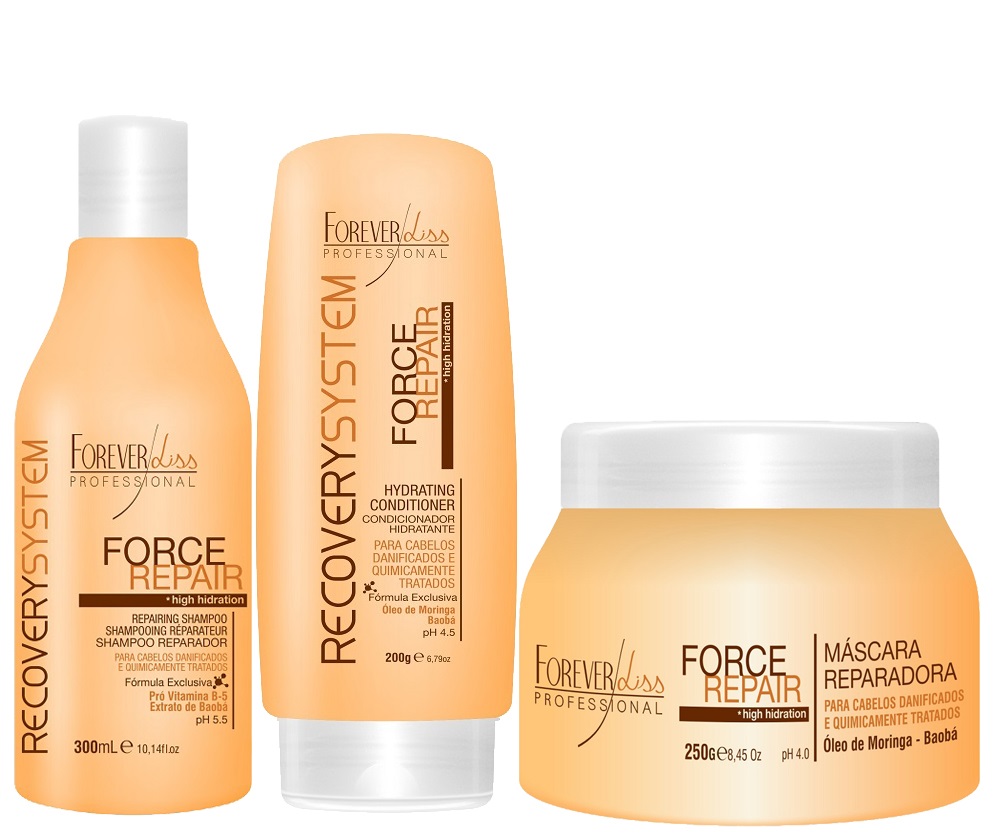 RECOVERYSYSTEM
FOREVER Liss
PROFESSIONAL
FORCE
REPAIR
*high hidration
REPAIRING SHAMPOO
SHAMPOOING RÉPARATEUR
SHAMPOO REPARADOR
PARA CABELOS DANIFICADOS
E QUIMICAMENTE TRATADOS
Fórmula Exclusiva
Pró Vitamina B-5
Extrato de Baobá
pH 5.5
300mL e 10,14fl.oz
FOREVER Liss
PROFESSIONAL
RECOVERYSYSTEM
FORCE
REPAIR
*high hidration
HYDRATING
CONDITIONER
CONDICIONADOR
HIDRATANTE
PARA CABELOS
DANIFICADOS E
QUIMICAMENTE
TRATADOS
Fórmula Exclusiva
Óleo de Moringa
Baobá
pH 4.5
200g e 6,79oz
FOREVER Liss
PROFESSIONAL
FORCE
REPAIR
*high hidration
250G e 8,45 Oz pH 4.0
MÁSCARA
REPARADORA
PARA CABELOS DANIFICADOS
E QUIMICAMENTE TRATADOS
Óleo de Moringa - Baobá